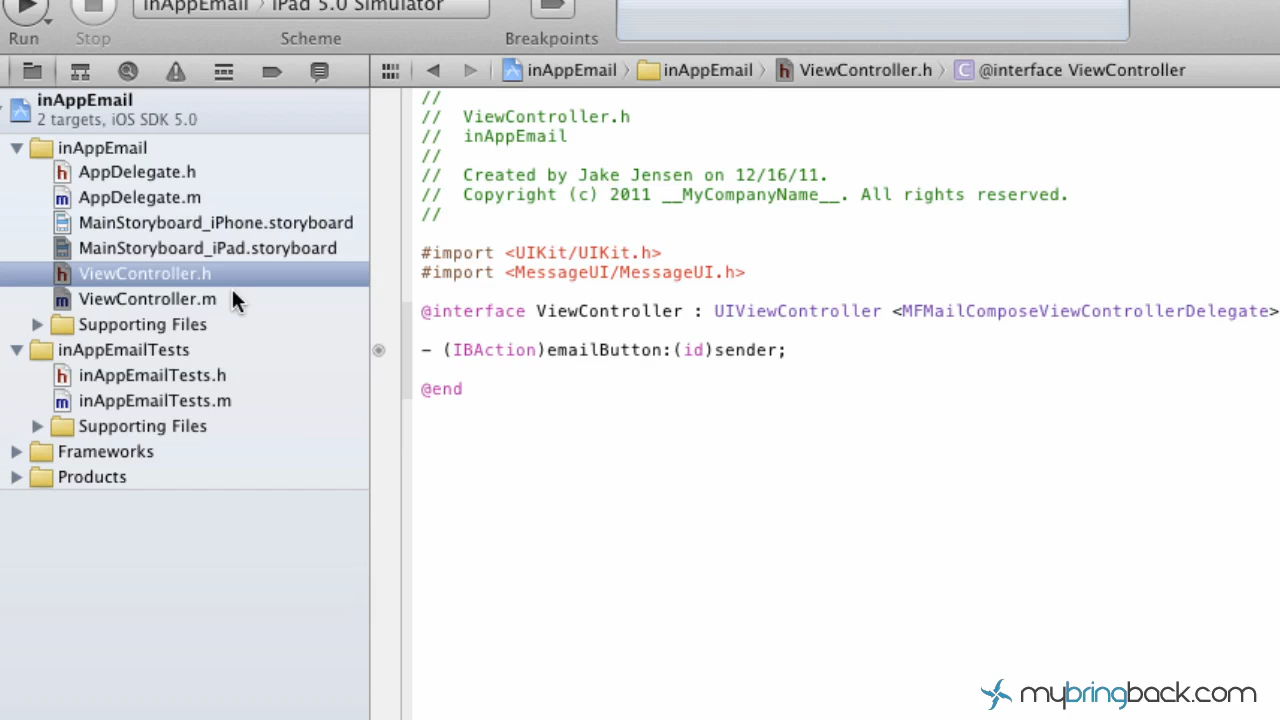 inAppEmail › iPad 5.0 Simulator
Run Stop Scheme Breakpoints
inAppEmail › inAppEmail › h ViewController.h › C @interface ViewController
inAppEmail
2 targets, iOS SDK 5.0
inAppEmail
h AppDelegate.h
m AppDelegate.m
MainStoryboard_iPhone.storyboard
MainStoryboard_iPad.storyboard
h ViewController.h
m ViewController.m
Supporting Files
inAppEmailTests
h inAppEmailTests.h
m inAppEmailTests.m
Supporting Files
Frameworks
Products
//
//  ViewController.h
//  inAppEmail
//
//  Created by Jake Jensen on 12/16/11.
//  Copyright (c) 2011 __MyCompanyName__. All rights reserved.
//
#import <UIKit/UIKit.h>
#import <MessageUI/MessageUI.h>
@interface ViewController : UIViewController <MFMailComposeViewControllerDelegate>
- (IBAction)emailButton:(id)sender;
@end
mybringback.com